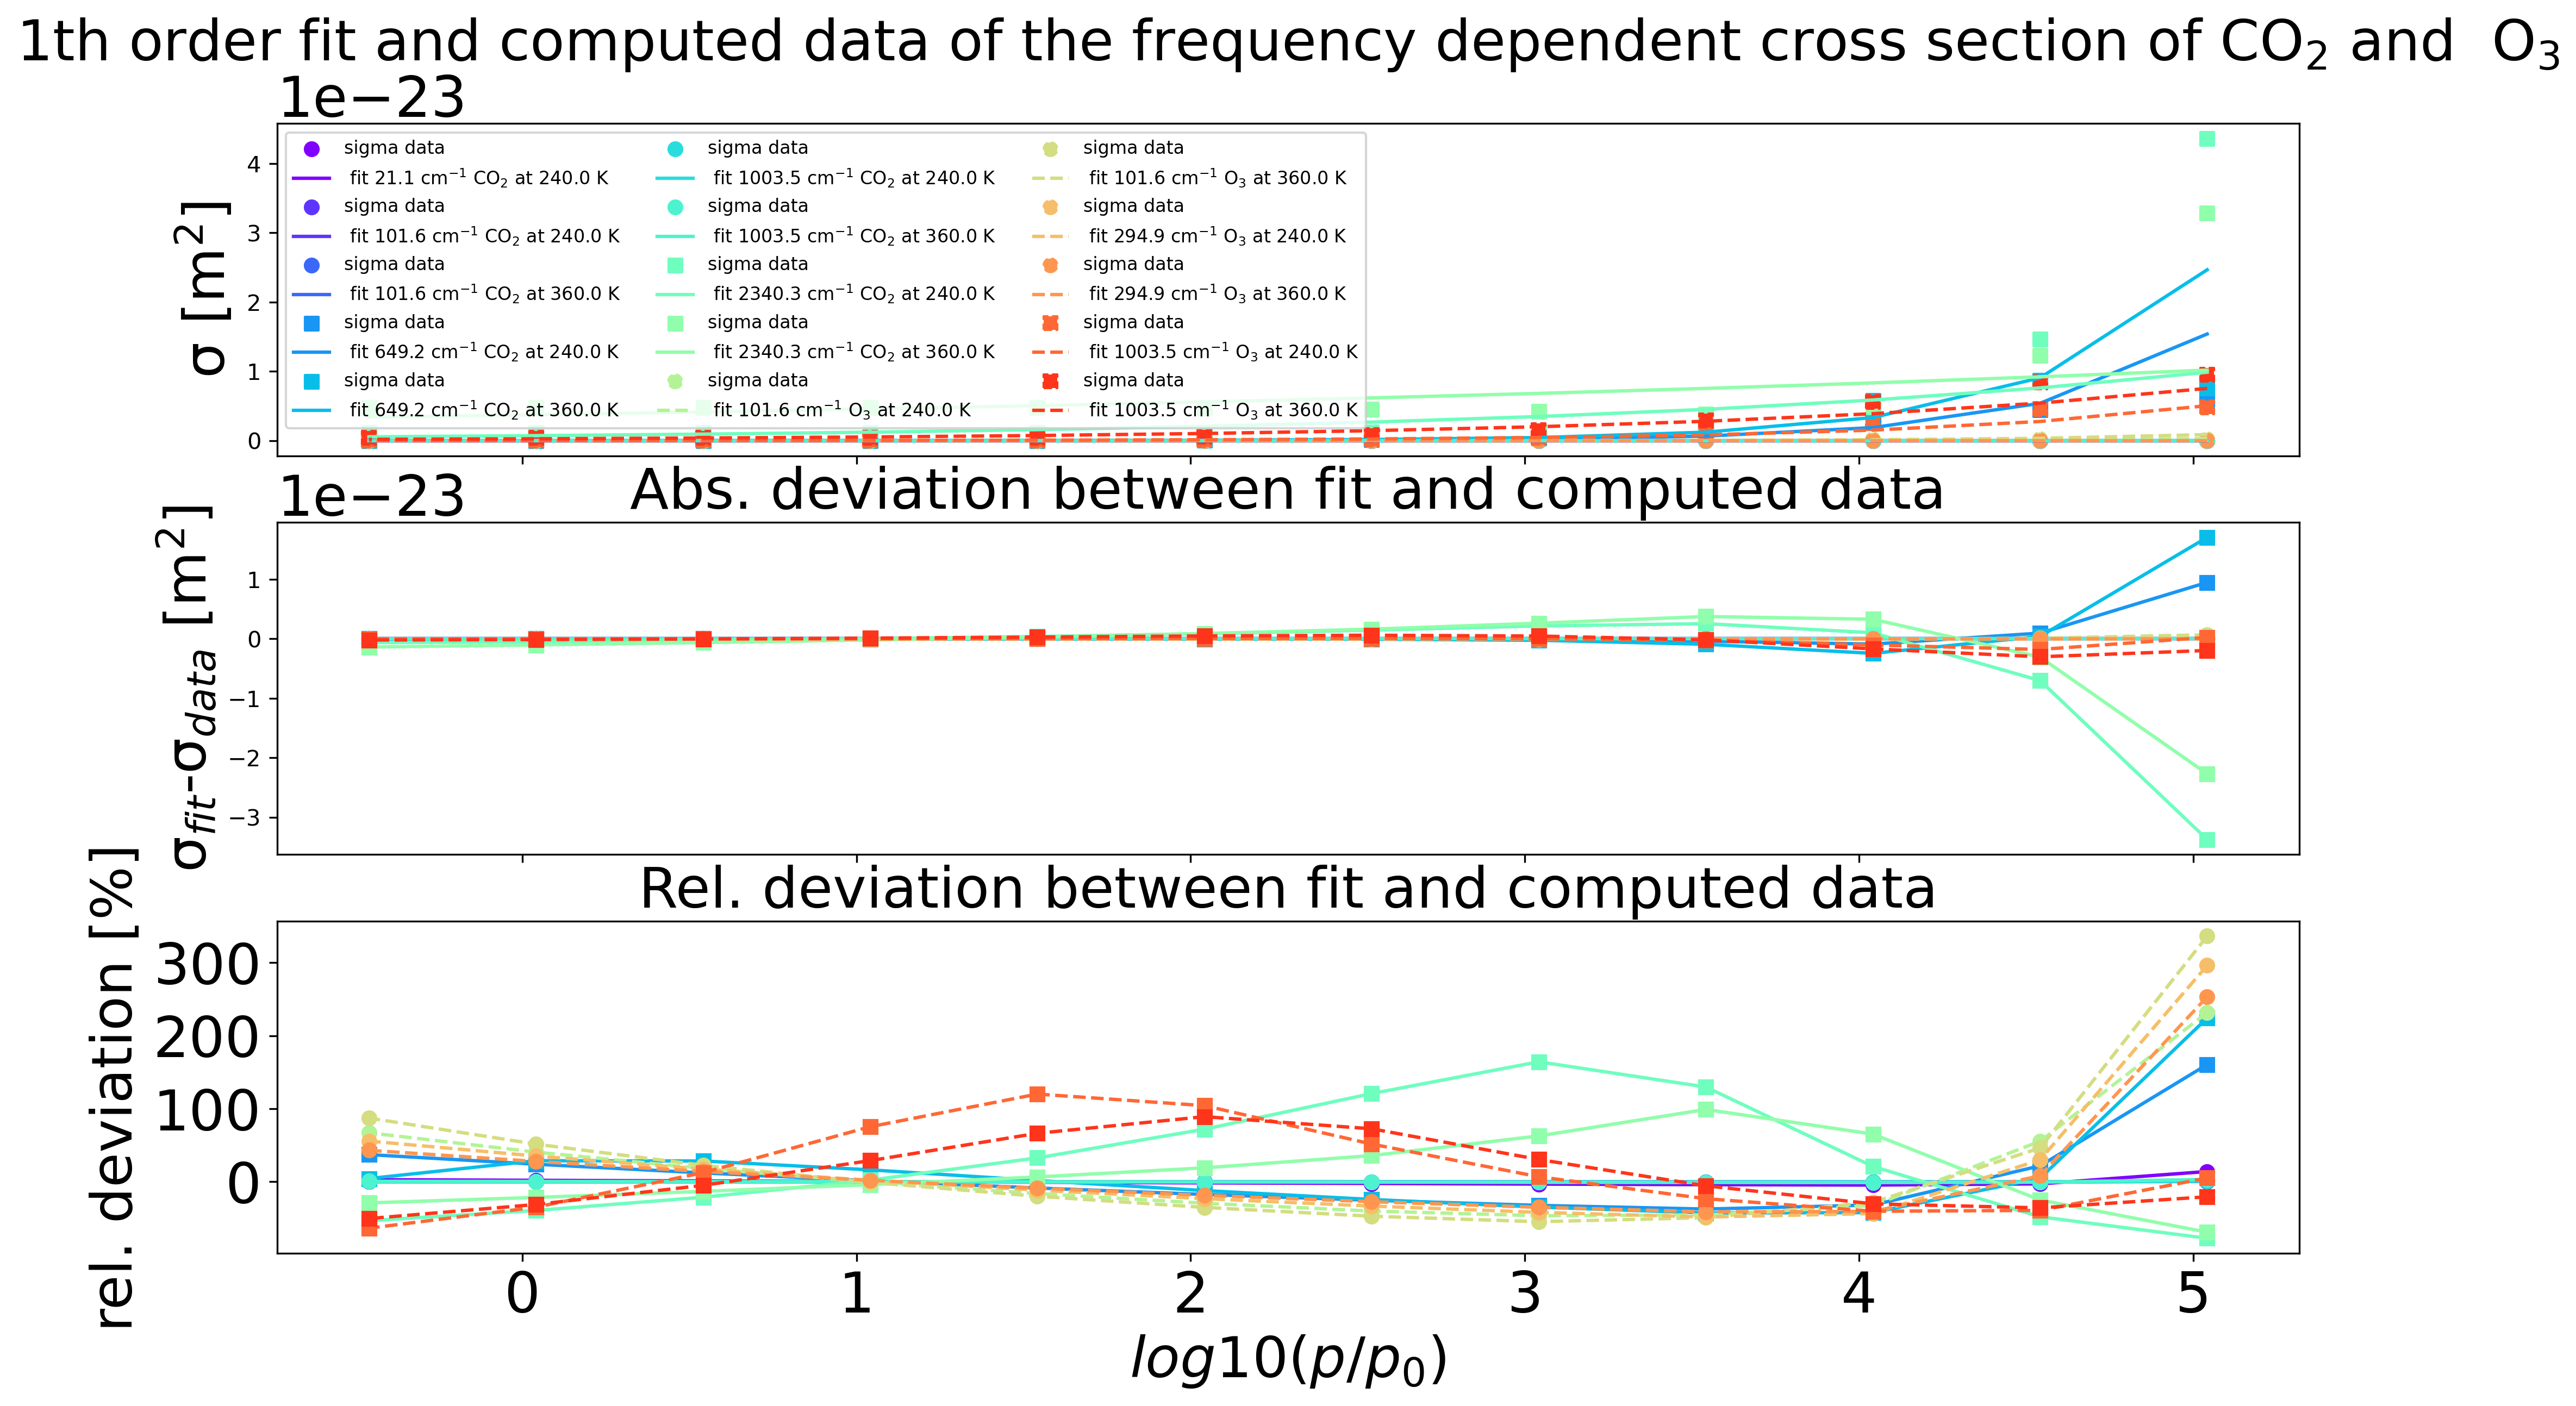 1th order fit and computed data of the frequency dependent cross section of CO₂ and O₃
1e−23
σ [m²]
4
3
2
1
0
sigma data
fit 21.1 cm⁻¹ CO₂ at 240.0 K
sigma data
fit 101.6 cm⁻¹ CO₂ at 240.0 K
sigma data
fit 101.6 cm⁻¹ CO₂ at 360.0 K
sigma data
fit 649.2 cm⁻¹ CO₂ at 240.0 K
sigma data
fit 649.2 cm⁻¹ CO₂ at 360.0 K
sigma data
fit 1003.5 cm⁻¹ CO₂ at 240.0 K
sigma data
fit 1003.5 cm⁻¹ CO₂ at 360.0 K
sigma data
fit 2340.3 cm⁻¹ CO₂ at 240.0 K
sigma data
fit 2340.3 cm⁻¹ CO₂ at 360.0 K
sigma data
fit 101.6 cm⁻¹ O₃ at 240.0 K
sigma data
fit 101.6 cm⁻¹ O₃ at 360.0 K
sigma data
fit 294.9 cm⁻¹ O₃ at 240.0 K
sigma data
fit 294.9 cm⁻¹ O₃ at 360.0 K
sigma data
fit 1003.5 cm⁻¹ O₃ at 240.0 K
sigma data
fit 1003.5 cm⁻¹ O₃ at 360.0 K
Abs. deviation between fit and computed data
1e−23
σfit-σdata [m²]
1
0
−1
−2
−3
Rel. deviation between fit and computed data
rel. deviation [%]
300
200
100
0
0 1 2 3 4 5
log10(p/p₀)